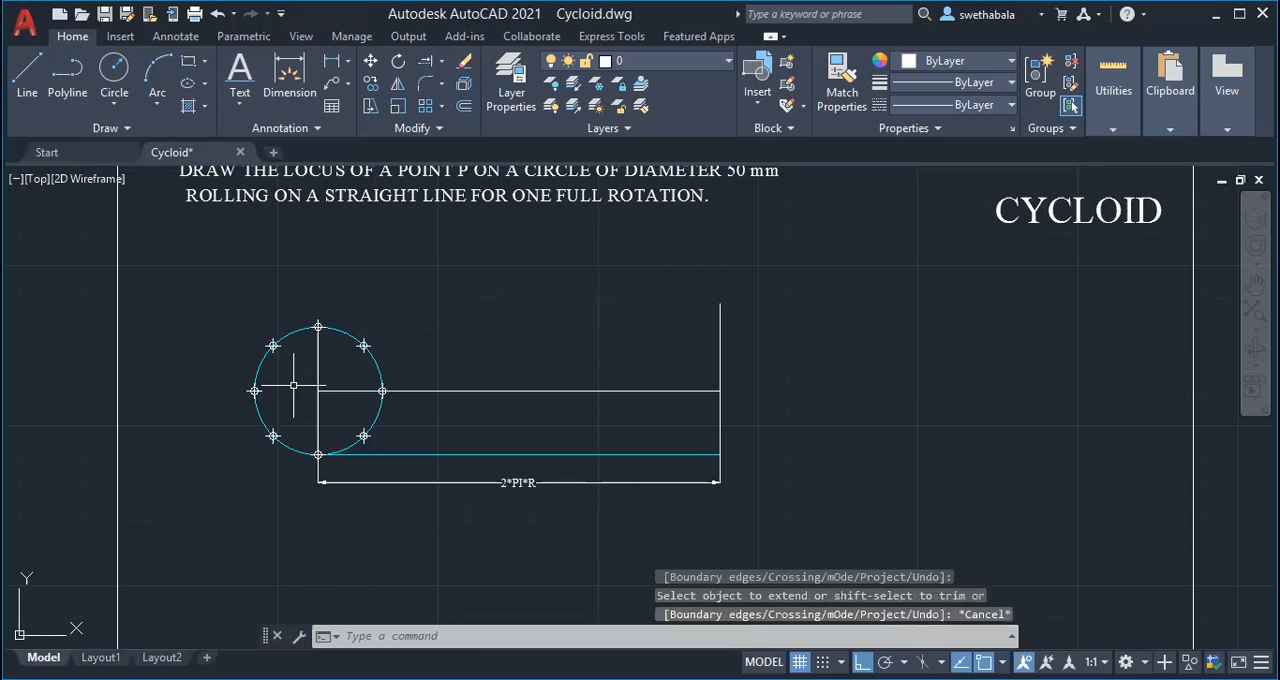 Autodesk AutoCAD 2021 Cycloid.dwg
Type a keyword or phrase
swethabala
Home Insert Annotate Parametric View Manage Output Add-ins Collaborate Express Tools Featured Apps
0
ByLayer
ByLayer
ByLayer
Line Polyline Circle Arc Text Dimension Layer Properties Insert Match Properties Group Utilities Clipboard View
Draw Annotation Modify Layers Block Properties Groups
Start Cycloid*
[−][Top][2D Wireframe]
DRAW THE LOCUS OF A POINT P ON A CIRCLE OF DIAMETER 50 mm
ROLLING ON A STRAIGHT LINE FOR ONE FULL ROTATION.
CYCLOID
2*PI*R
Y
X
[Boundary edges/Crossing/mOde/Project/Undo]:
Select object to extend or shift-select to trim or
[Boundary edges/Crossing/mOde/Project/Undo]: *Cancel*
Type a command
Model Layout1 Layout2 +
MODEL 1:1